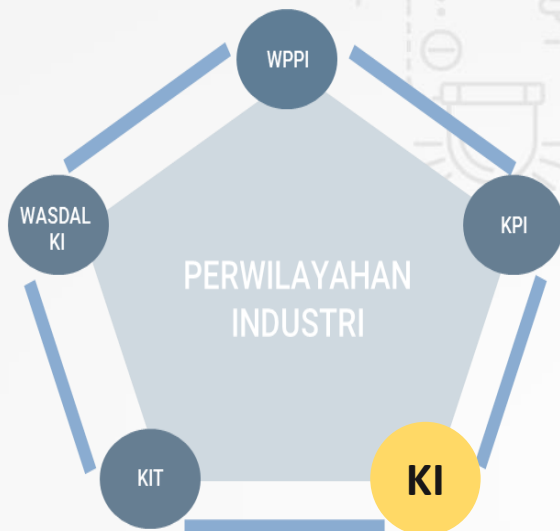 WPPI
WASDAL
KI
KPI
PERWILAYAHAN
INDUSTRI
KIT
KI